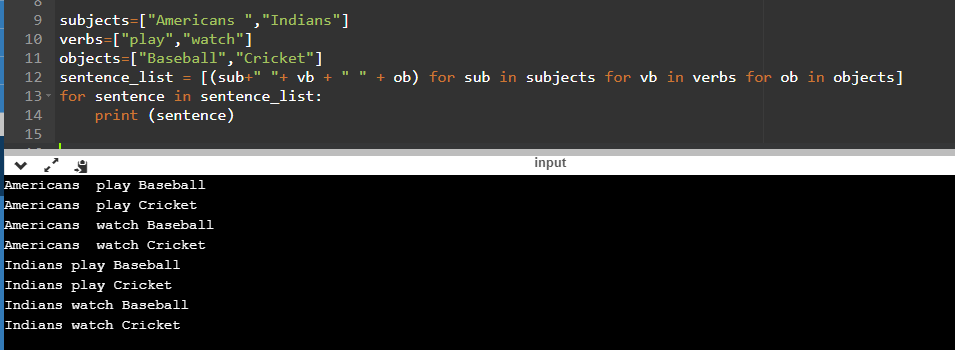 8
9 subjects=["Americans ","Indians"]
10 verbs=["play","watch"]
11 objects=["Baseball","Cricket"]
12 sentence_list = [(sub+" "+ vb + " " + ob) for sub in subjects for vb in verbs for ob in objects]
13 for sentence in sentence_list:
14     print (sentence)
15
input
Americans  play Baseball
Americans  play Cricket
Americans  watch Baseball
Americans  watch Cricket
Indians play Baseball
Indians play Cricket
Indians watch Baseball
Indians watch Cricket